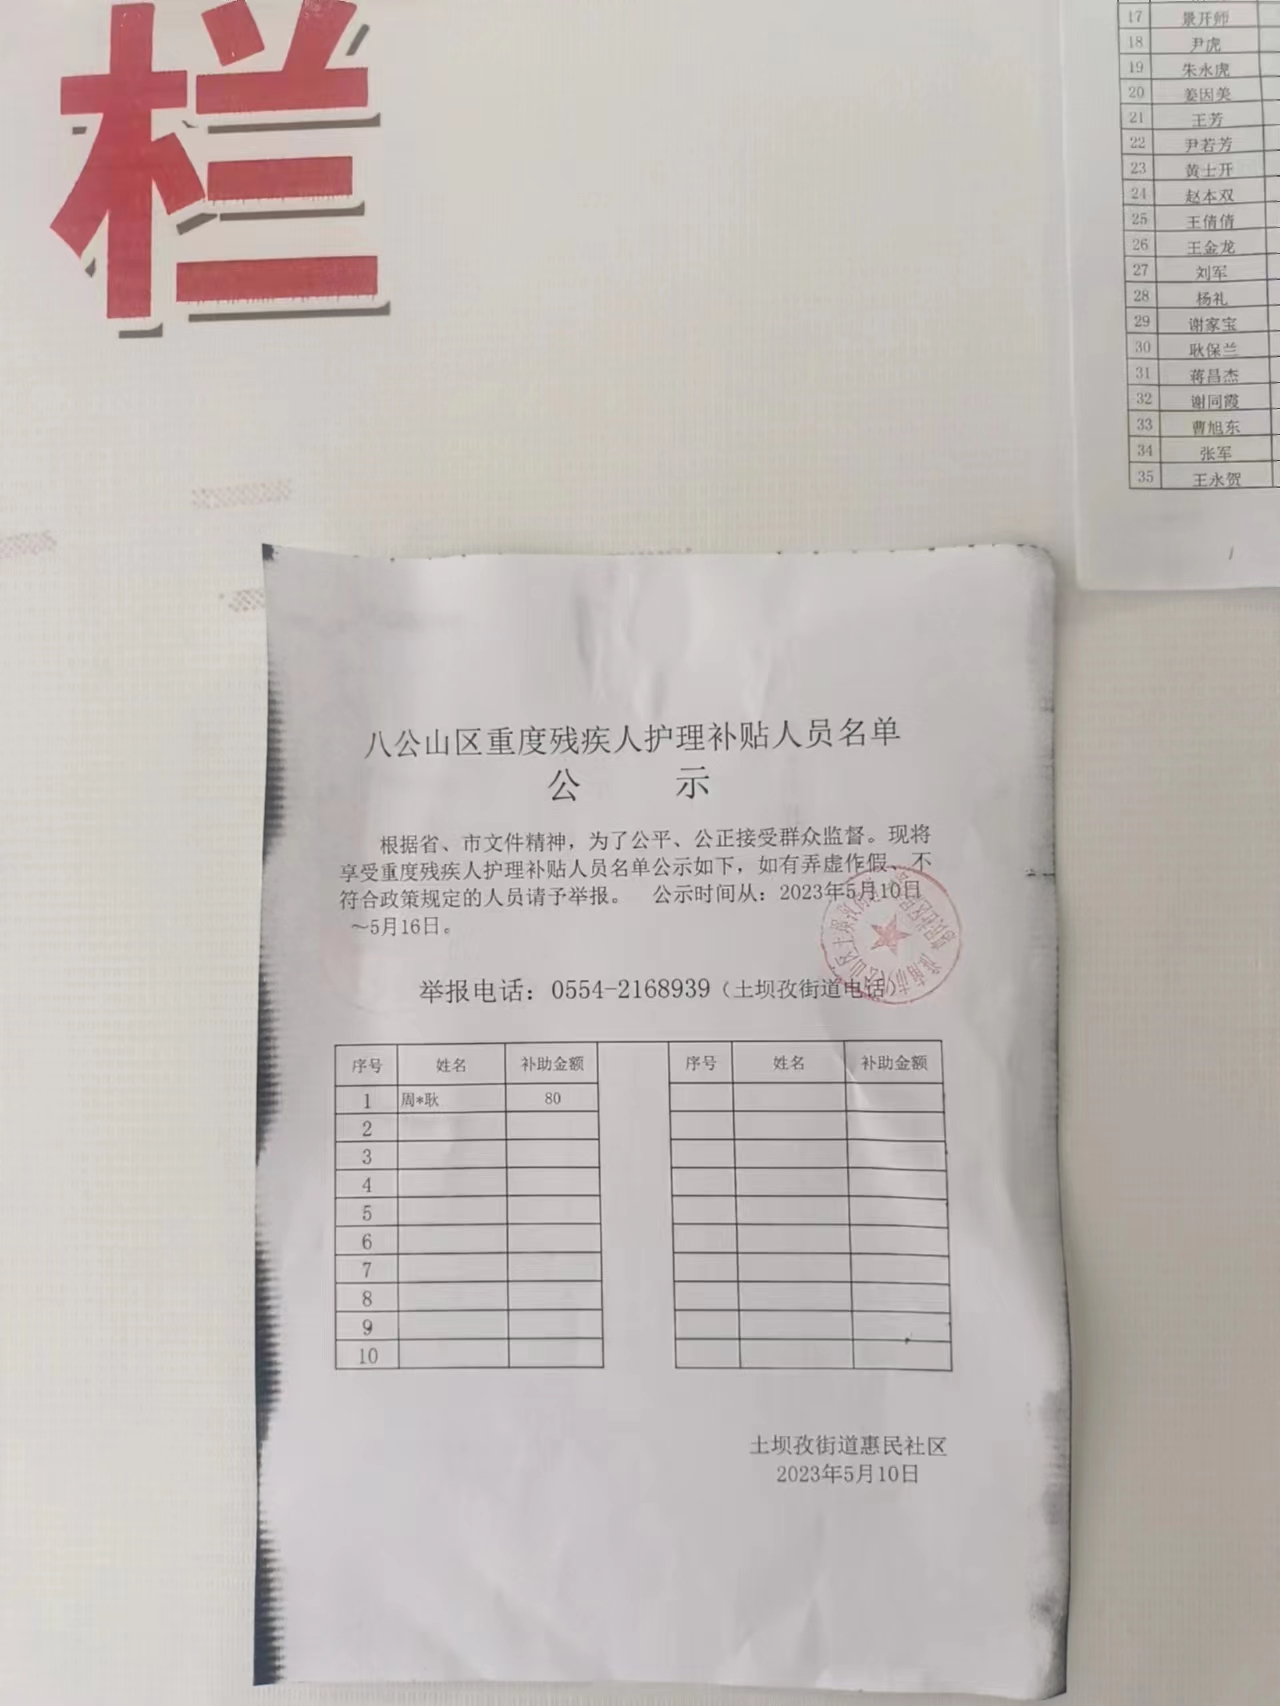 栏
17 景开师
18 尹虎
19 朱永虎
20 姜因美
21 王芳
22 尹若芳
23 黄士开
24 赵本双
25 王倩倩
26 王金龙
27 刘军
28 杨礼
29 谢家宝
30 耿保兰
31 蒋昌杰
32 谢同霞
33 曹旭东
34 张军
35 王永贺
八公山区重度残疾人护理补贴人员名单
公 示
根据省、市文件精神，为了公平、公正接受群众监督。现将
享受重度残疾人护理补贴人员名单公示如下，如有弄虚作假、不
符合政策规定的人员请予举报。 公示时间从：2023年5月10日
～5月16日。
举报电话：0554-2168939（土坝孜街道电话）
序号 姓名 补助金额 序号 姓名 补助金额
1 周*耿 80
2
3
4
5
6
7
8
9
10
土坝孜街道惠民社区
2023年5月10日